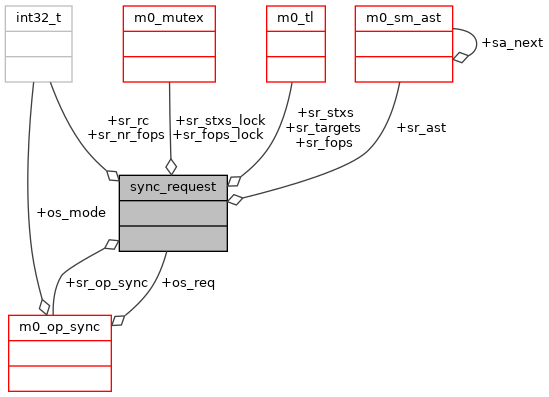 int32_t
m0_mutex
m0_tl
m0_sm_ast
+sa_next
+sr_rc
+sr_nr_fops
+sr_stxs_lock
+sr_fops_lock
+sr_stxs
+sr_targets
+sr_fops
+sr_ast
sync_request
+os_mode
+sr_op_sync
+os_req
m0_op_sync